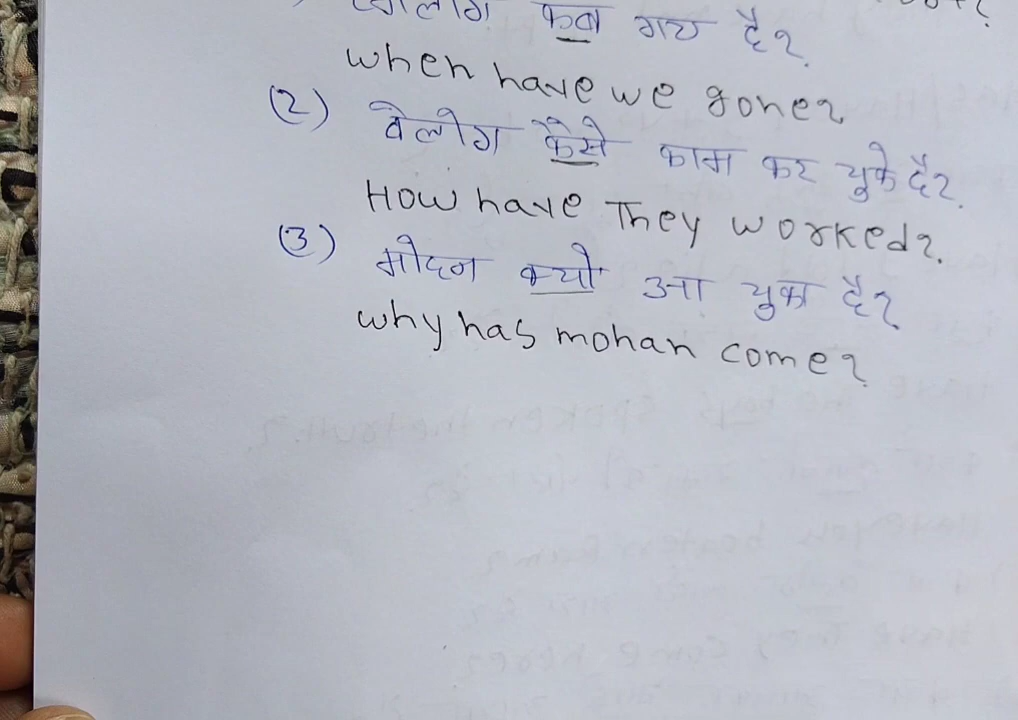 कब गए है?
when have we gone?
(2) वेलोग कैसे काम कर चुके है?
How have They worked?
(3) मोहन क्यों आ चुका है?
why has mohan come?